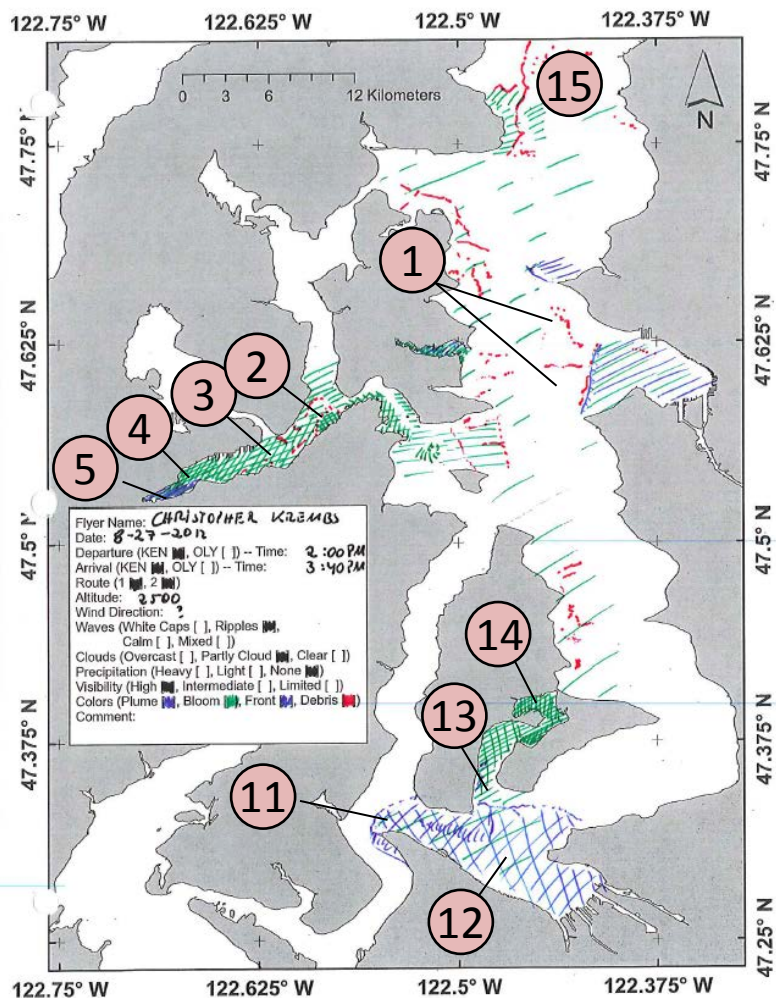 122.75° W 122.625° W 122.5° W 122.375° W
15
0 3 6 12 Kilometers
N
47.75° N 47.75° N
1
47.625° N 47.625° N
2
3
4
5
Flyer Name: CHRISTOPHER KREMBS
Date: 8-27-2012
Departure (KEN [ ], OLY [ ]) -- Time: 2:00PM
Arrival (KEN [ ], OLY [ ]) -- Time: 3:40PM
Route (1 [ ], 2 [ ])
Altitude: 2500
Wind Direction: ?
Waves (White Caps [ ], Ripples [ ],
Calm [ ], Mixed [ ])
Clouds (Overcast [ ], Partly Cloud [ ], Clear [ ])
Precipitation (Heavy [ ], Light [ ], None [ ])
Visibility (High [ ], Intermediate [ ], Limited [ ])
Colors (Plume [ ], Bloom [ ], Front [ ], Debris [ ])
Comment:
47.5° N 47.5° N
14
13
47.375° N 47.375° N
11
12
47.25° N
122.75° W 122.625° W 122.5° W 122.375° W